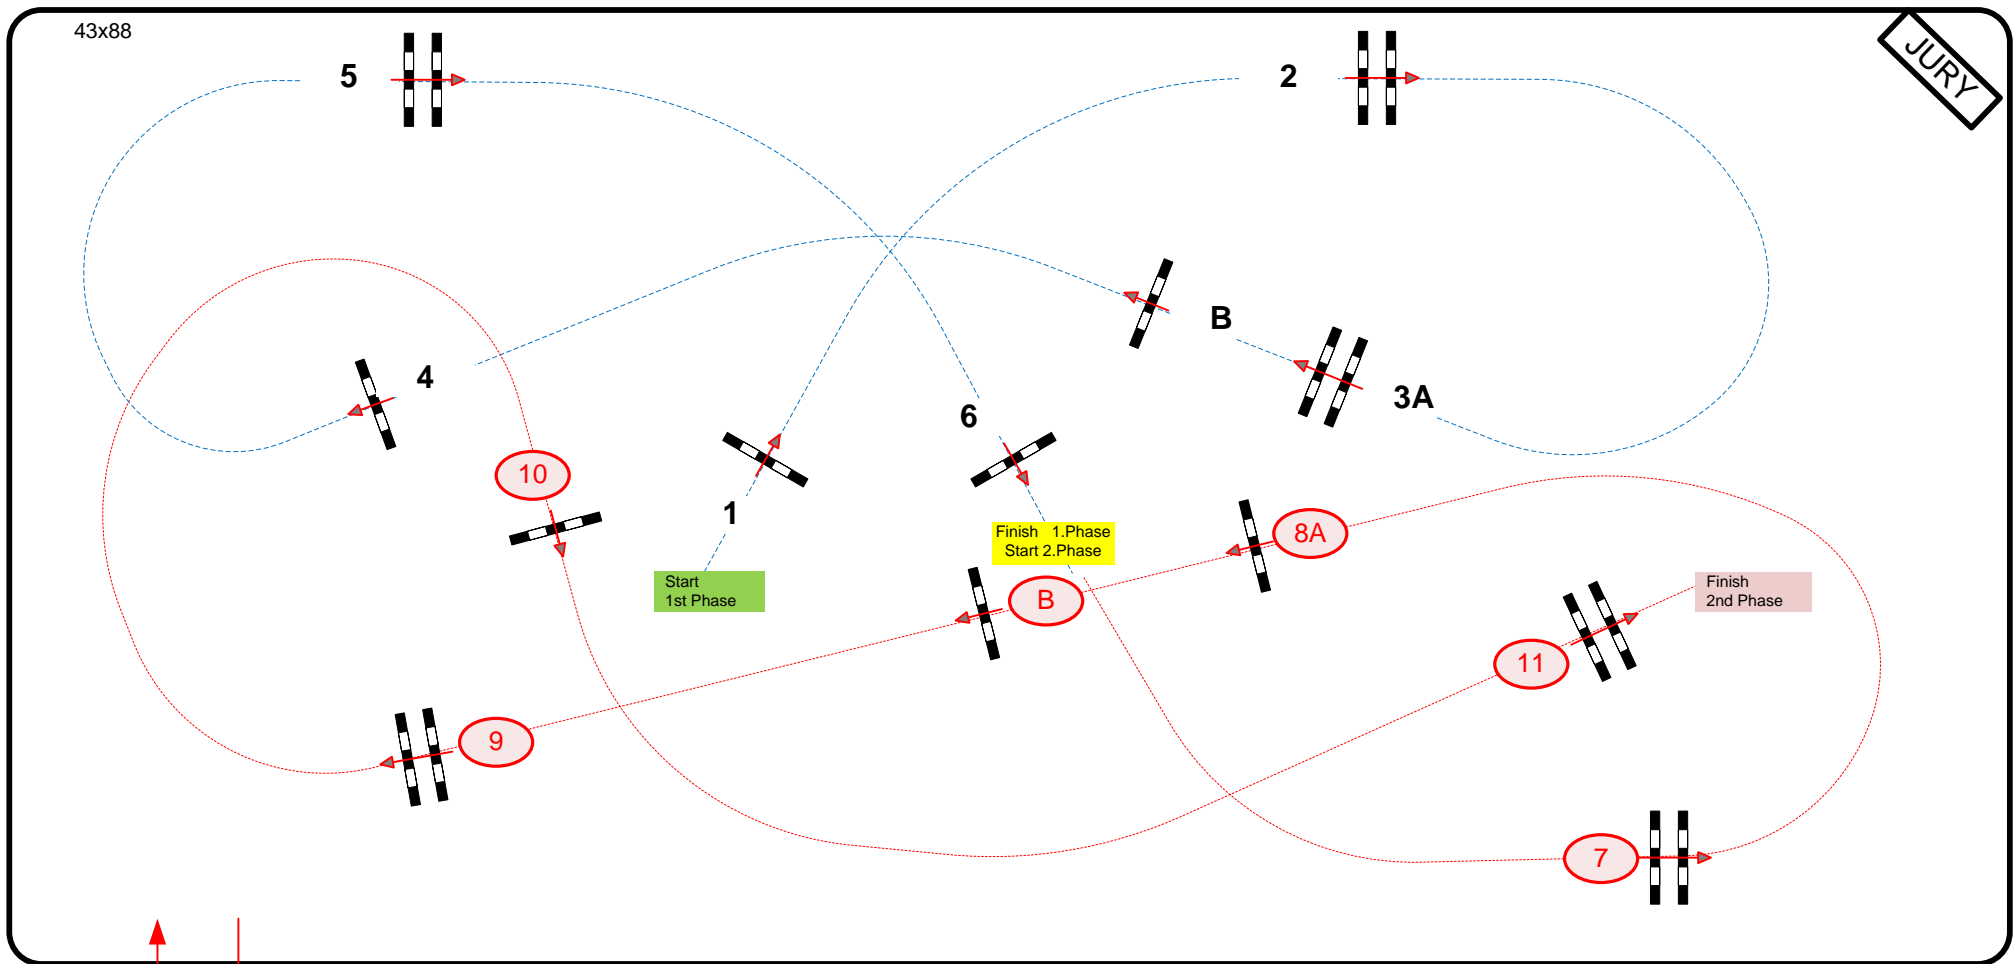 43x88
JURY
5
2
B
4
3A
6
10
1
Finish 1.Phase
Start 2.Phase
8A
Start
1st Phase
B
Finish
2nd Phase
11
9
7